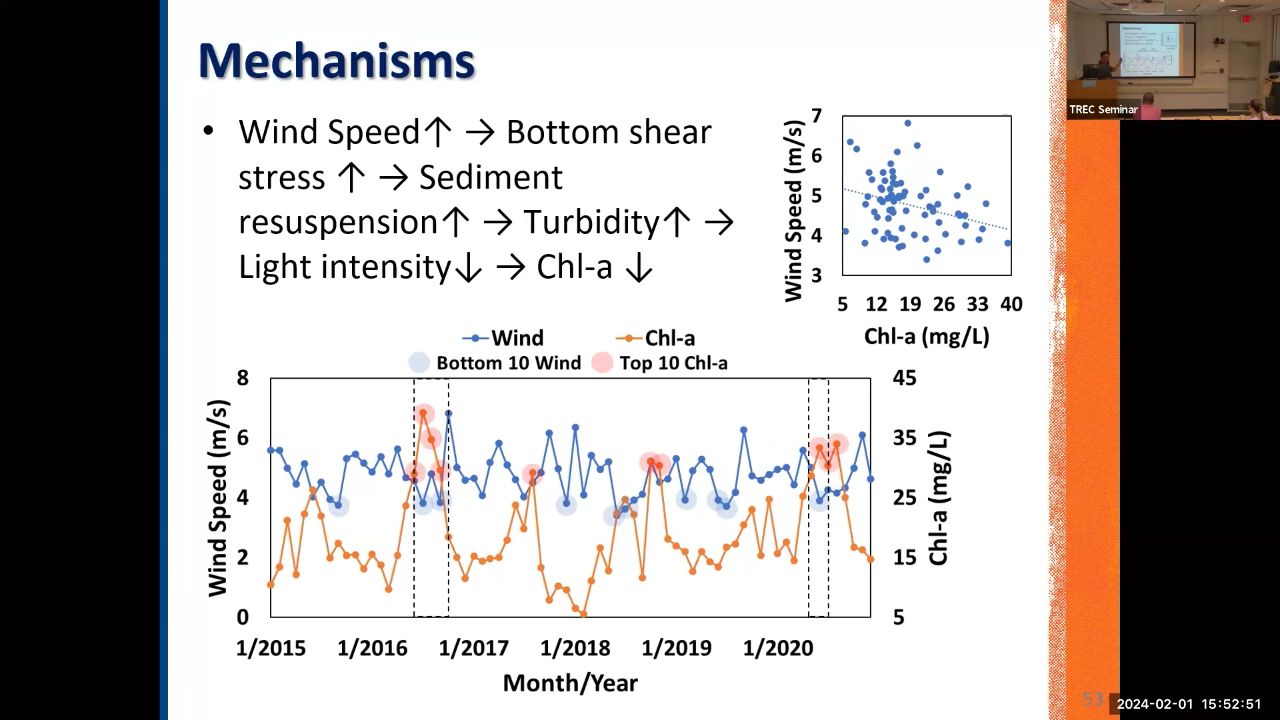 Mechanisms
• Wind Speed↑ → Bottom shear
stress ↑ → Sediment
resuspension↑ → Turbidity↑ →
Light intensity↓ → Chl-a ↓
Wind Speed (m/s)
7
6
5
4
3
5 12 19 26 33 40
Chl-a (mg/L)
Wind Chl-a
Bottom 10 Wind Top 10 Chl-a
Wind Speed (m/s)
8
6
4
2
0
45
35
25
15
5
Chl-a (mg/L)
1/2015 1/2016 1/2017 1/2018 1/2019 1/2020
Month/Year
TREC Seminar
53
2024-02-01 15:52:51